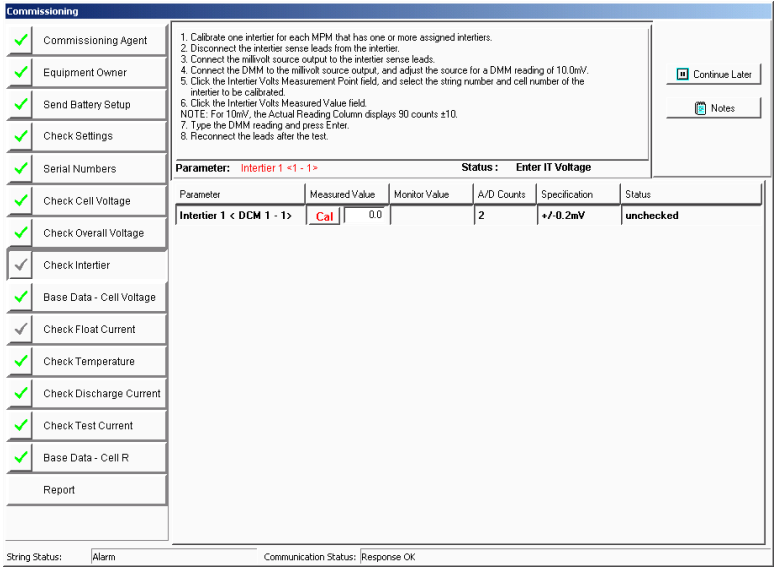 Commissioning
Commissioning Agent
Equipment Owner
Send Battery Setup
Check Settings
Serial Numbers
Check Cell Voltage
Check Overall Voltage
Check Intertier
Base Data - Cell Voltage
Check Float Current
Check Temperature
Check Discharge Current
Check Test Current
Base Data - Cell R
Report
1. Calibrate one intertier for each MPM that has one or more assigned intertiers.
2. Disconnect the intertier sense leads from the intertier.
3. Connect the millivolt source output to the intertier sense leads.
4. Connect the DMM to the millivolt source output, and adjust the source for a DMM reading of 10.0mV.
5. Click the Intertier Volts Measurement Point field, and select the string number and cell number of the
intertier to be calibrated.
6. Click the Intertier Volts Measured Value field.
NOTE: For 10mV, the Actual Reading Column displays 90 counts ±10.
7. Type the DMM reading and press Enter.
8. Reconnect the leads after the test.
Continue Later
Notes
Parameter: Intertier 1 <1 - 1> Status : Enter IT Voltage
Parameter Measured Value Monitor Value A/D Counts Specification Status
Intertier 1 < DCM 1 - 1> Cal 0.0 2 +/-0.2mV unchecked
String Status: Alarm Communication Status: Response OK